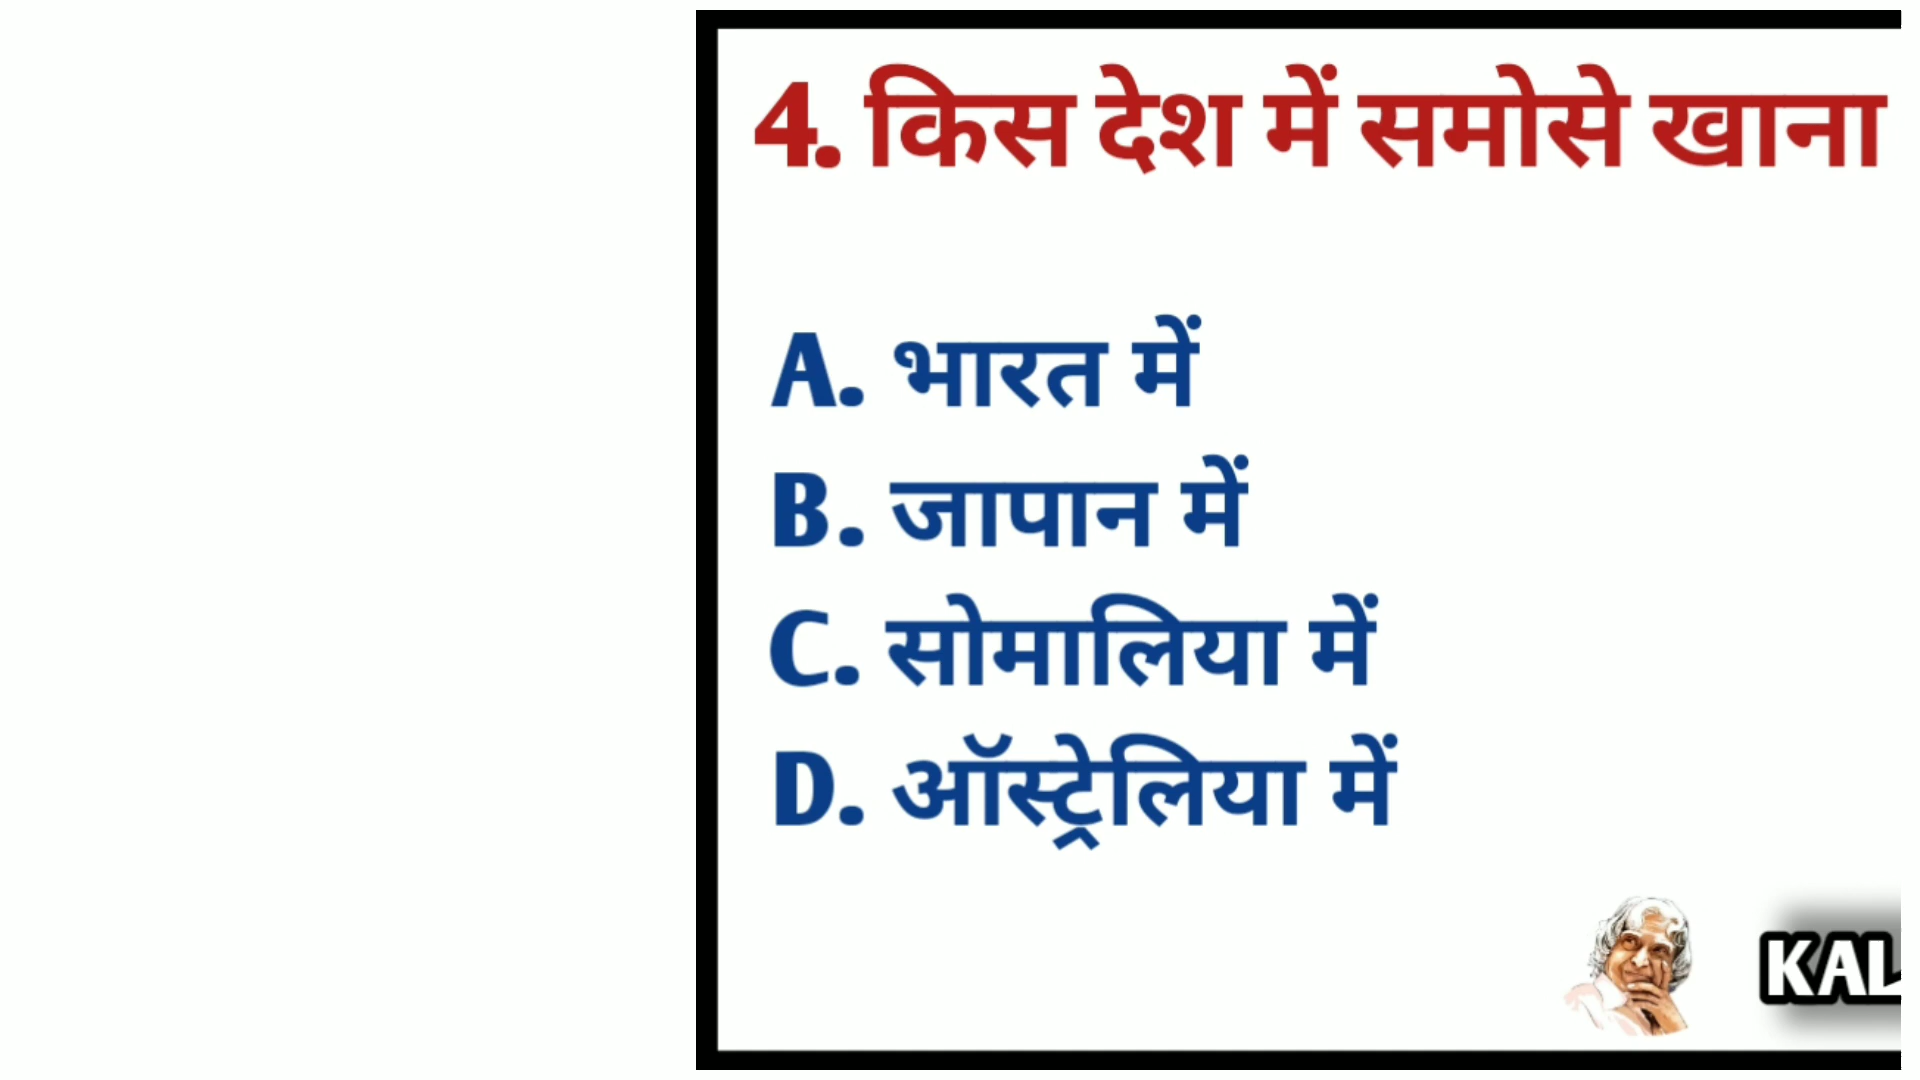 4. किस देश में समोसे खाना
A. भारत में
B. जापान में
C. सोमालिया में
D. ऑस्ट्रेलिया में
KAL